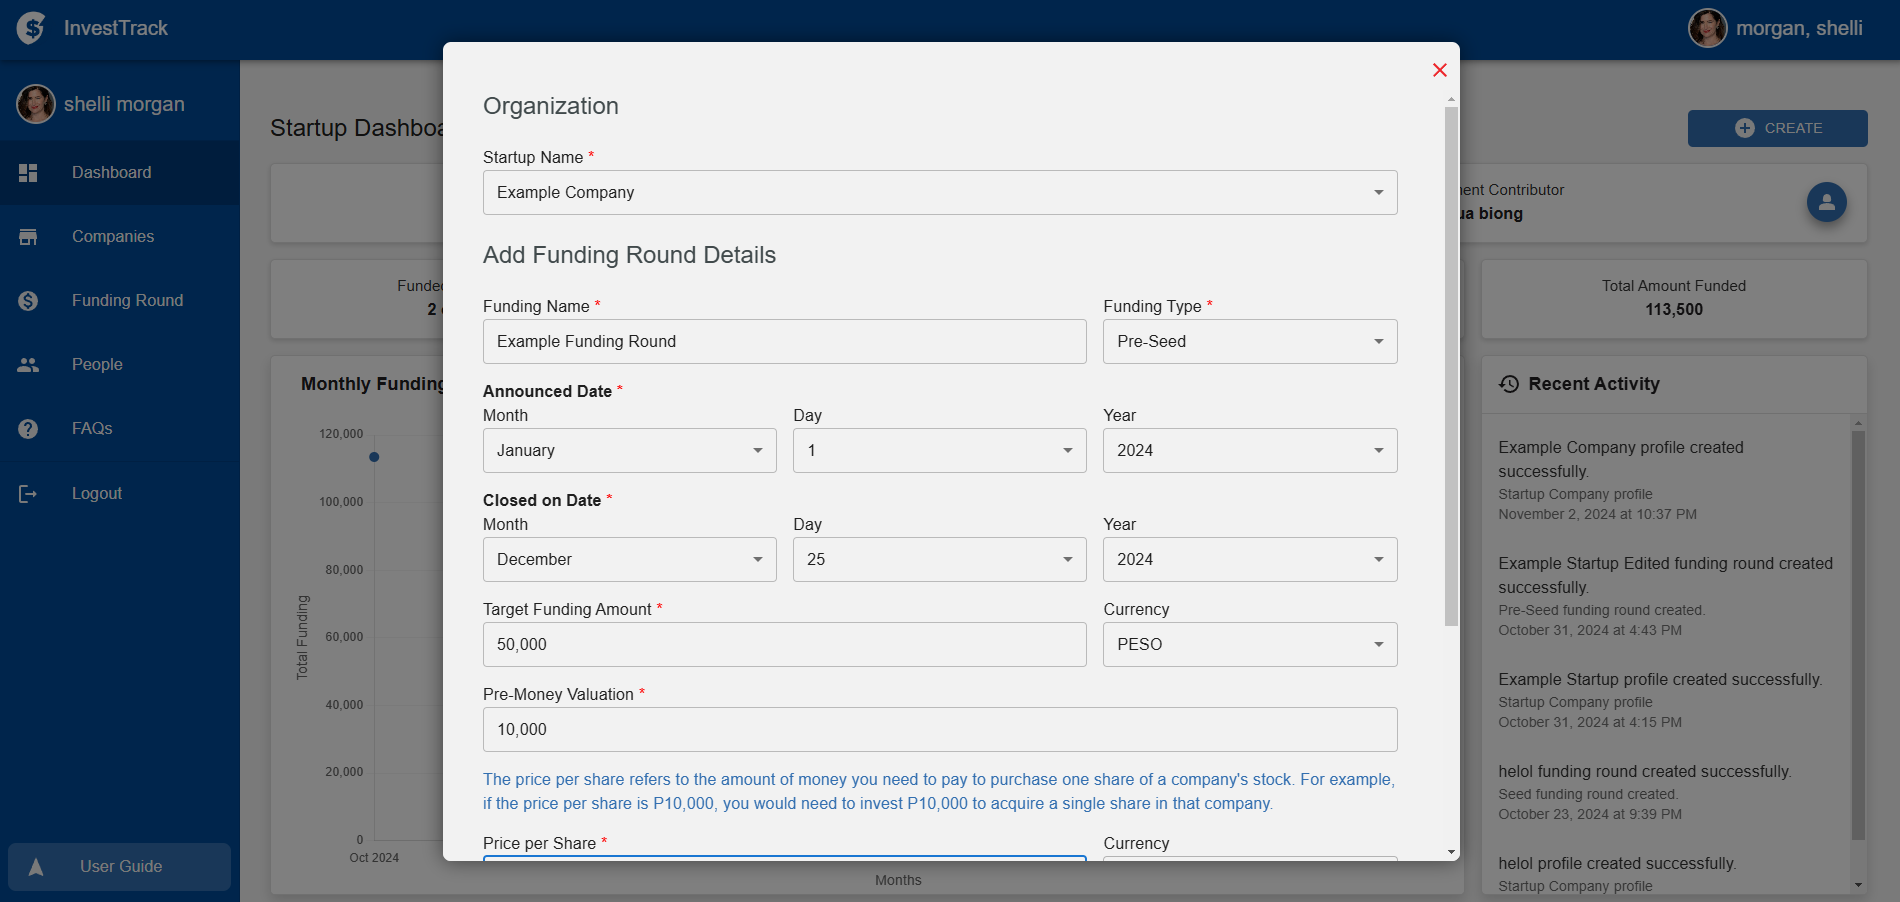 InvestTrack
morgan, shelli
shelli morgan
Dashboard
Companies
Funding Round
People
FAQs
Logout
User Guide
Startup Dashboa
CREATE
ent Contributor
ua biong
Funde
2
Total Amount Funded
113,500
Monthly Funding
120,000
100,000
80,000
60,000
40,000
20,000
0
Total Funding
Oct 2024
Months
Organization
Startup Name *
Example Company
Add Funding Round Details
Funding Name *
Funding Type *
Example Funding Round
Pre-Seed
Announced Date *
Month
Day
Year
January
1
2024
Closed on Date *
Month
Day
Year
December
25
2024
Target Funding Amount *
Currency
50,000
PESO
Pre-Money Valuation *
10,000
The price per share refers to the amount of money you need to pay to purchase one share of a company's stock. For example,
if the price per share is P10,000, you would need to invest P10,000 to acquire a single share in that company.
Price per Share *
Currency
Recent Activity
Example Company profile created
successfully.
Startup Company profile
November 2, 2024 at 10:37 PM
Example Startup Edited funding round created
successfully.
Pre-Seed funding round created.
October 31, 2024 at 4:43 PM
Example Startup profile created successfully.
Startup Company profile
October 31, 2024 at 4:15 PM
helol funding round created successfully.
Seed funding round created.
October 23, 2024 at 9:39 PM
helol profile created successfully.
Startup Company profile